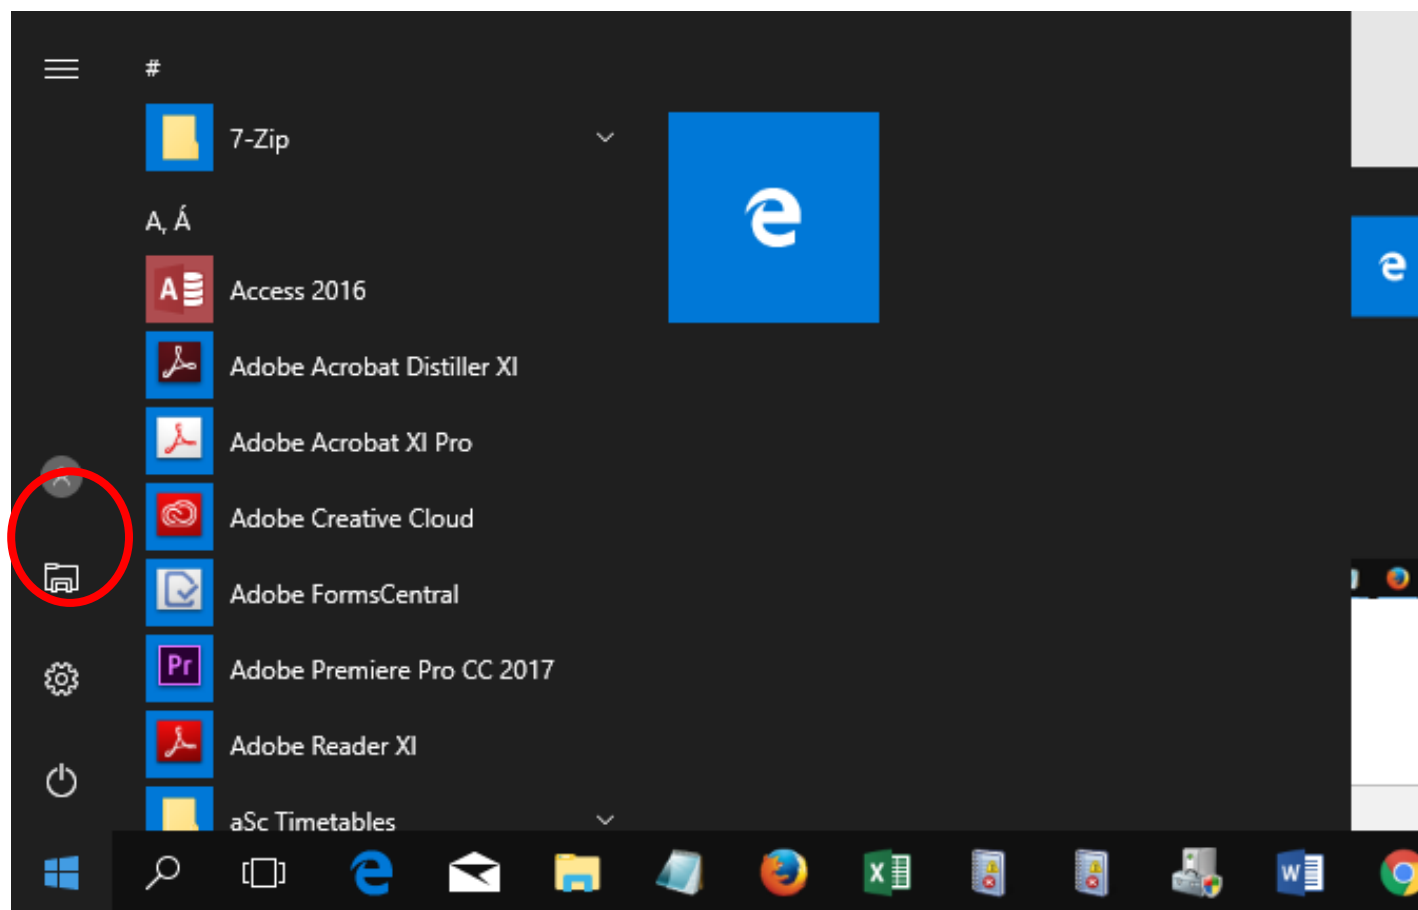 #
7-Zip
A, Á
Access 2016
Adobe Acrobat Distiller XI
Adobe Acrobat XI Pro
Adobe Creative Cloud
Adobe FormsCentral
Adobe Premiere Pro CC 2017
Adobe Reader XI
aSc Timetables